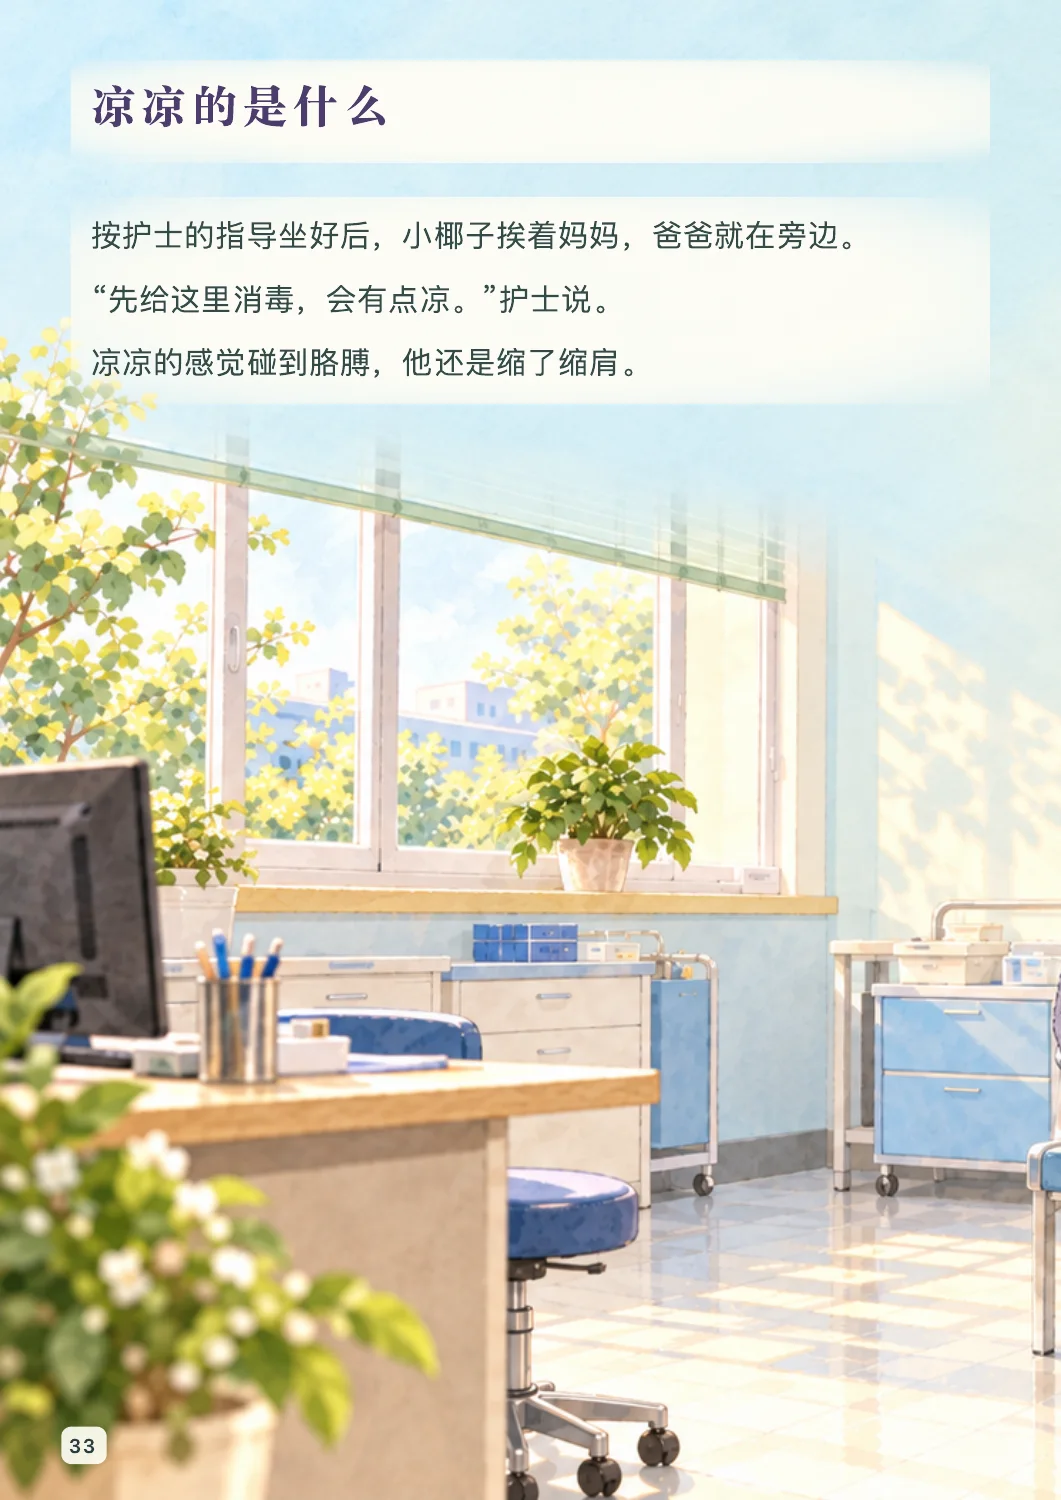 凉凉的是什么
按护士的指导坐好后，小椰子挨着妈妈，爸爸就在旁边。
“先给这里消毒，会有点凉。”护士说。
凉凉的感觉碰到胳膊，他还是缩了缩肩。
33